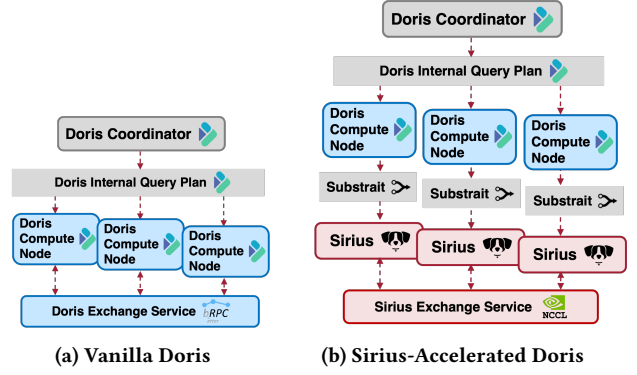 Doris Coordinator
Doris Internal Query Plan
Doris
Compute
Node
Doris
Compute
Node
Doris
Compute
Node
Doris Exchange Service
bRPC
(a) Vanilla Doris
Doris Coordinator
Doris Internal Query Plan
Doris
Compute
Node
Doris
Compute
Node
Doris
Compute
Node
Substrait
Substrait
Substrait
Sirius
Sirius
Sirius
Sirius Exchange Service
NCCL
(b) Sirius-Accelerated Doris